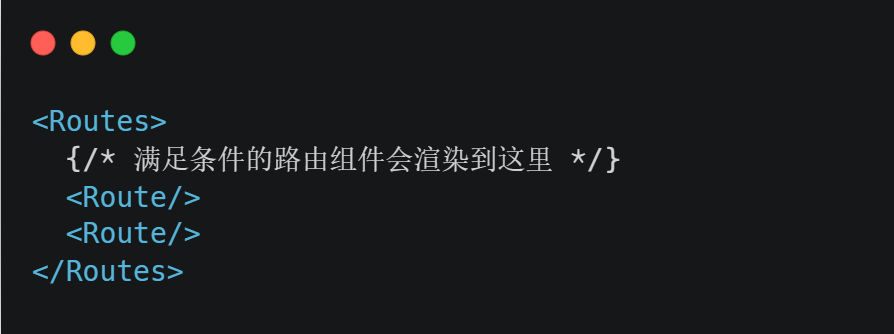 <Routes>
  {/* 满足条件的路由组件会渲染到这里 */}
  <Route/>
  <Route/>
</Routes>